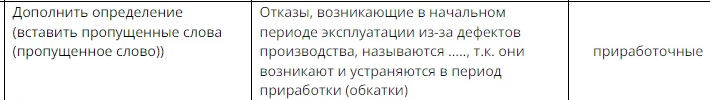 Дополнить определение
(вставить пропущенные слова
(пропущенное слово))
Отказы, возникающие в начальном
периоде эксплуатации из-за дефектов
производства, называются ....., т.к. они
возникают и устраняются в период
приработки (обкатки)
приработочные